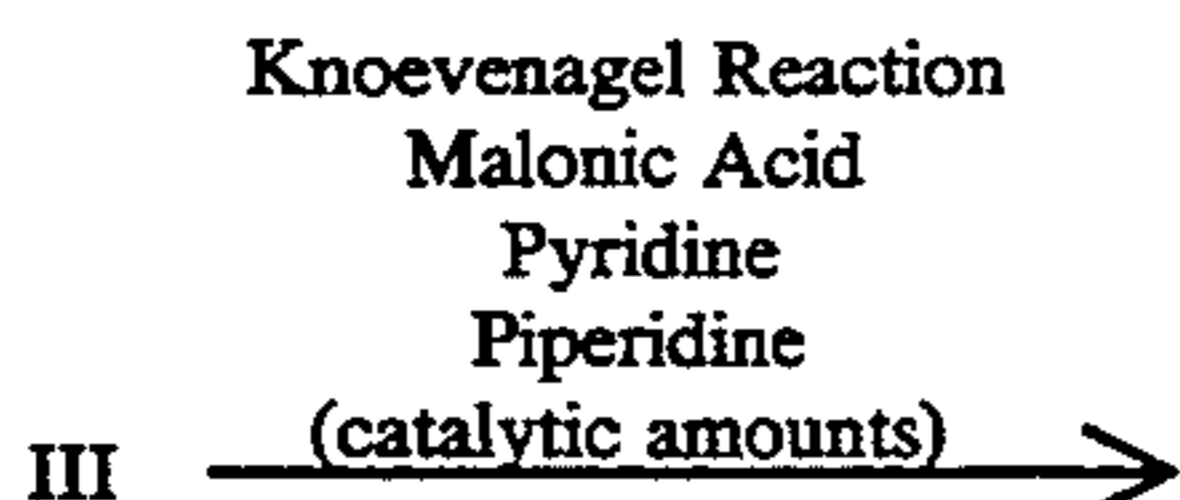 Knoevenagel Reaction
Malonic Acid
Pyridine
Piperidine
(catalytic amounts)
III